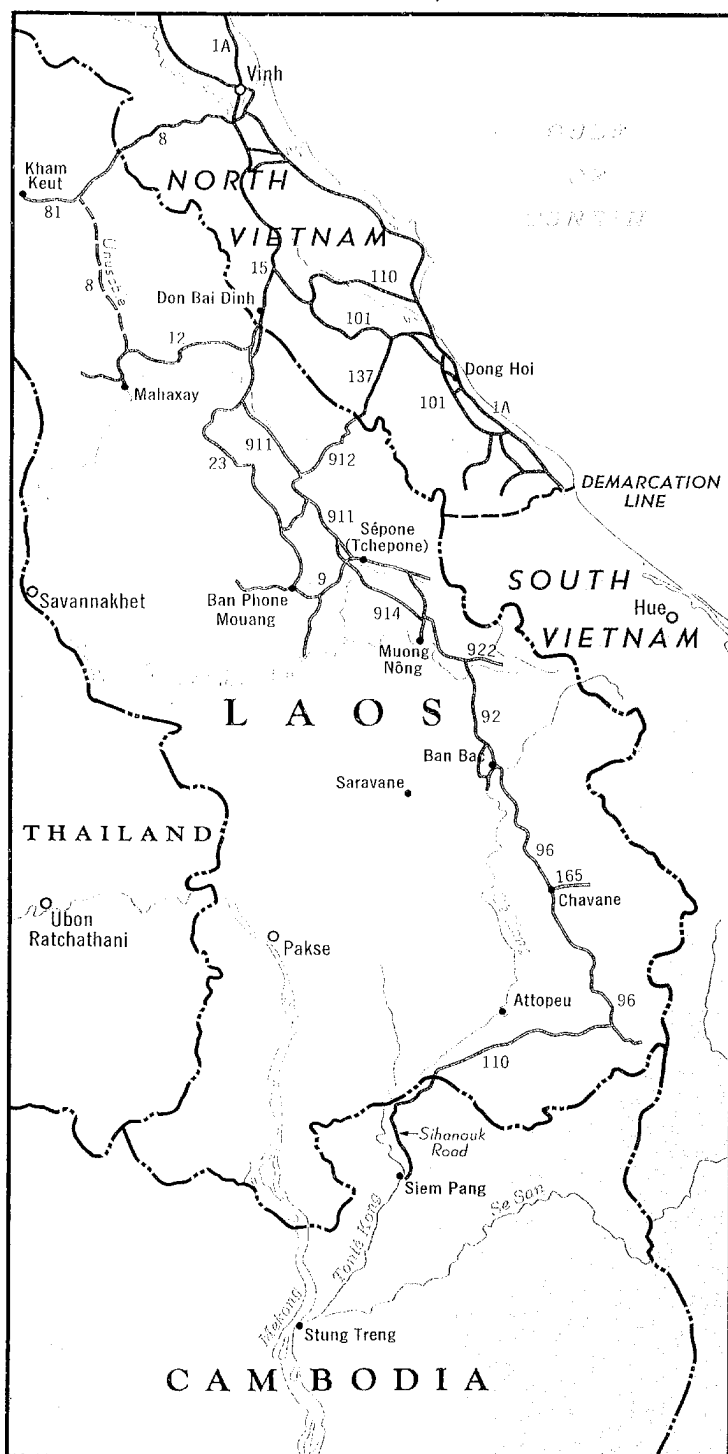 1A
Vinh
8
Kham
Keut
81
NORTH
VIETNAM
Unusable
8
15
110
Don Bai Dinh
101
12
137
Dong Hoi
Mahaxay
101
1A
911
912
23
DEMARCATION
LINE
911
Sépone
(Tchepone)
9
SOUTH
VIETNAM
Savannakhet
Ban Phone
Mouang
914
Hue
Muong
Nông
922
LAOS
92
Ban Bac
Saravane
THAILAND
96
165
Chavane
Ubon
Ratchathani
Pakse
Attopeu
96
110
Sihanouk
Road
Siem Pang
Se San
Tonlé Kong
Mekong
Stung Treng
CAMBODIA